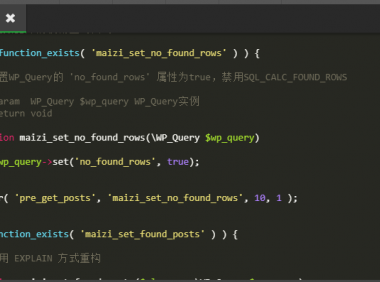 function_exists( 'maizi_set_no_found_rows' ) ) {
置WP_Query的 'no_found_rows' 属性为true，禁用SQL_CALC_FOUND_ROWS
aram WP_Query $wp_query WP_Query实例
eturn void
ion maizi_set_no_found_rows(\WP_Query $wp_query)
wp_query->set('no_found_rows', true);
r( 'pre_get_posts', 'maizi_set_no_found_rows', 10, 1 );
nction_exists( 'maizi_set_found_posts' ) ) {
用 EXPLAIN 方式重构